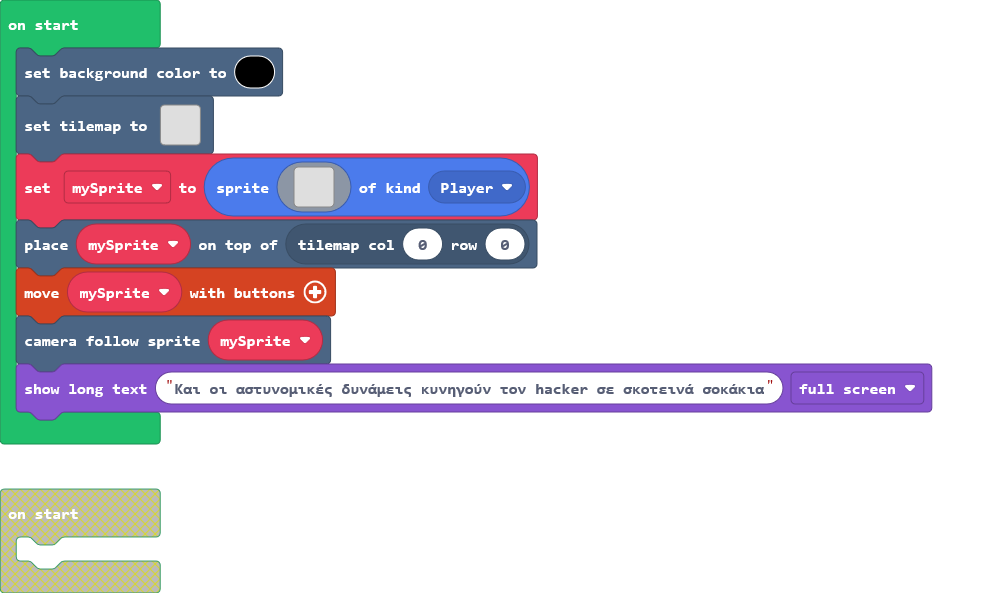 on start
set background color to
set tilemap to
set mySprite to sprite of kind Player
place mySprite on top of tilemap col 0 row 0
move mySprite with buttons
camera follow sprite mySprite
show long text "Και οι αστυνομικές δυνάμεις κυνηγούν τον hacker σε σκοτεινά σοκάκια" full screen
on start